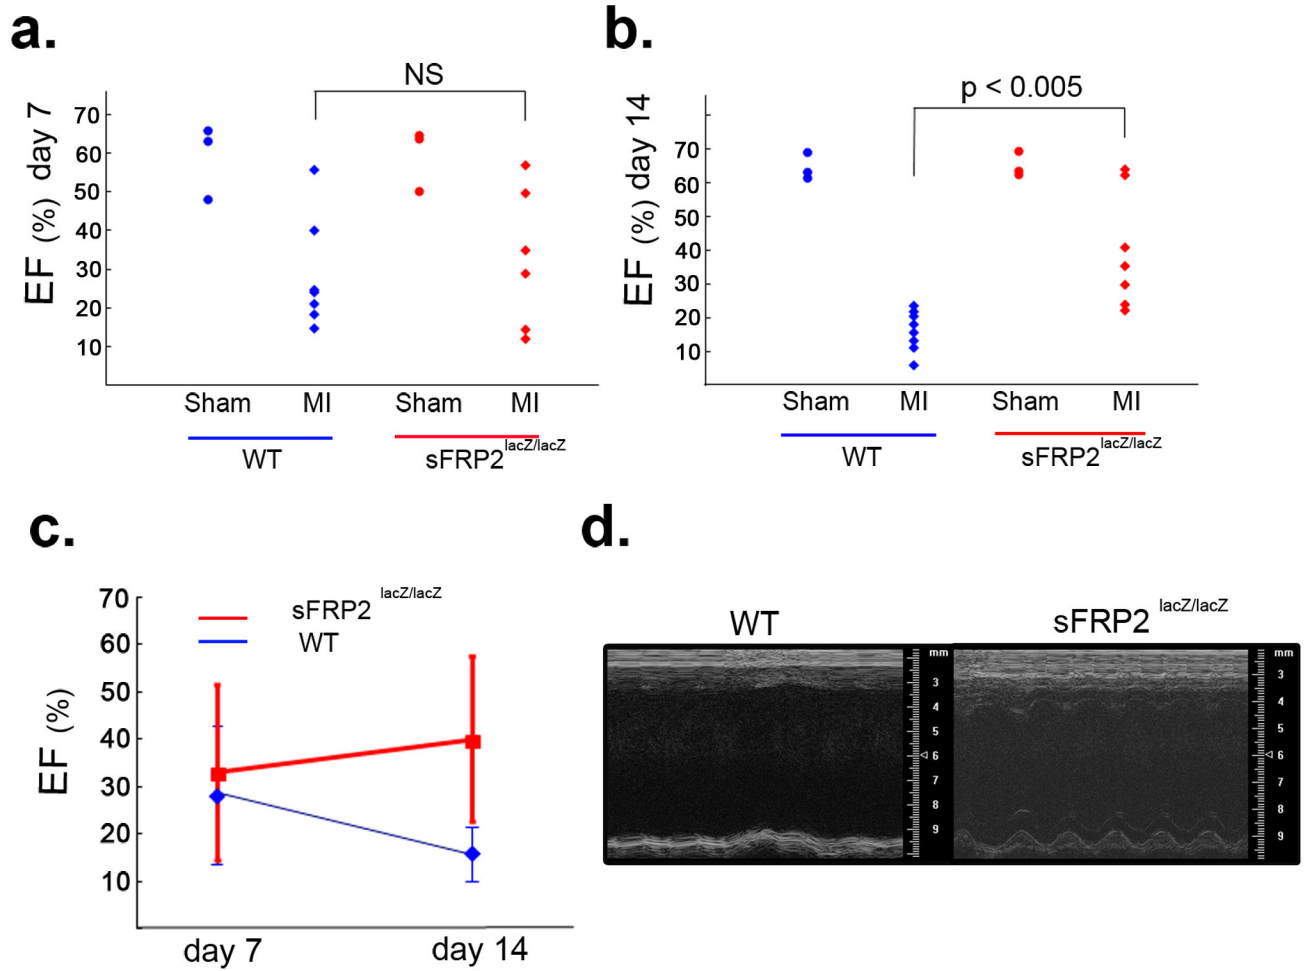 a.
NS
EF (%) day 7
70
60
50
40
30
20
10
Sham MI Sham MI
WT sFRP2 lacZ/lacZ
b.
p < 0.005
EF (%) day 14
70
60
50
40
30
20
10
Sham MI Sham MI
WT sFRP2 lacZ/lacZ
c.
sFRP2 lacZ/lacZ
WT
EF (%)
70
60
50
40
30
20
10
day 7 day 14
d.
WT sFRP2 lacZ/lacZ
mm
3
4
5
6
7
8
9
mm
3
4
5
6
7
8
9